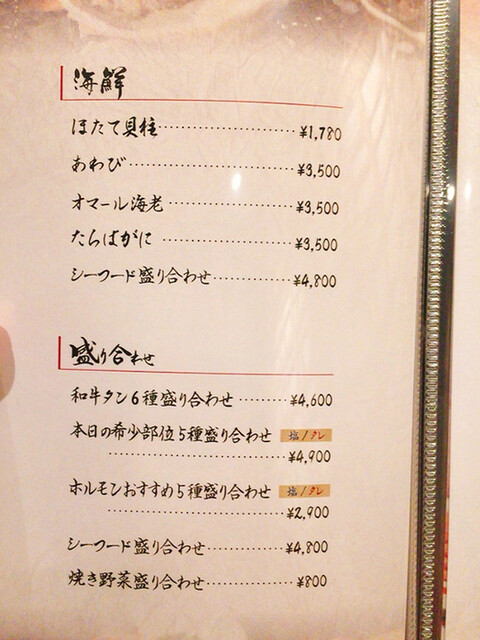 海鮮
ほたて貝柱 ¥1,780
あわび ¥3,500
オマール海老 ¥3,500
たらばがに ¥3,500
シーフード盛り合わせ ¥4,800
盛り合わせ
和牛タン6種盛り合わせ ¥4,600
本日の希少部位5種盛り合わせ 塩/タレ
¥4,900
ホルモンおすすめ5種盛り合わせ 塩/タレ
¥2,900
シーフード盛り合わせ ¥4,800
焼き野菜盛り合わせ ¥800